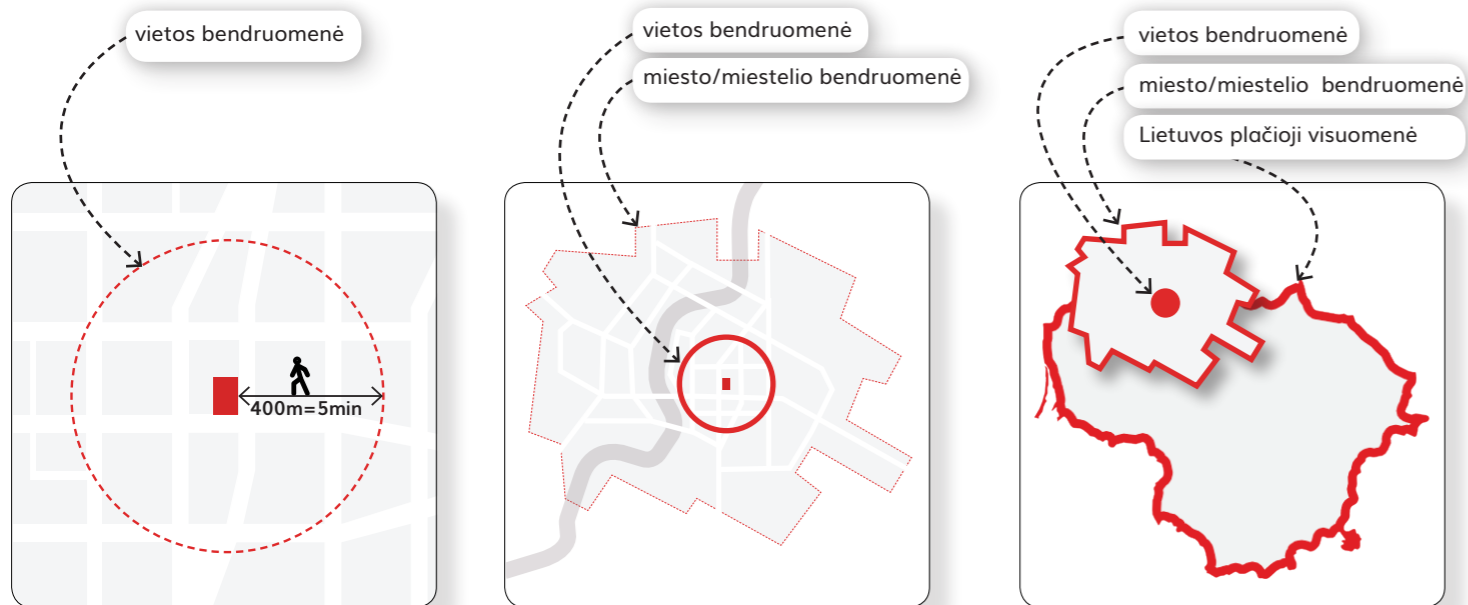 vietos bendruomenė
400m=5min
vietos bendruomenė
miesto/miestelio bendruomenė
vietos bendruomenė
miesto/miestelio bendruomenė
Lietuvos plačioji visuomenė